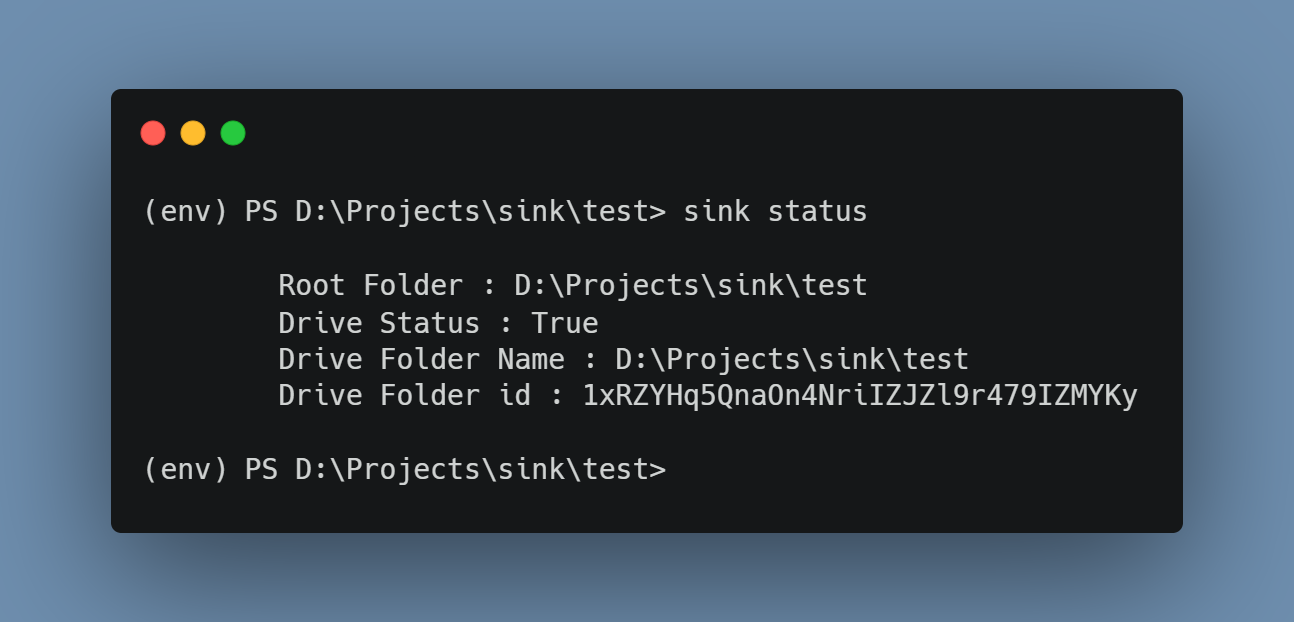 (env) PS D:\Projects\sink\test> sink status
Root Folder : D:\Projects\sink\test
Drive Status : True
Drive Folder Name : D:\Projects\sink\test
Drive Folder id : 1xRZYHq5QnaOn4NriIZJZl9r479IZMYKy
(env) PS D:\Projects\sink\test>